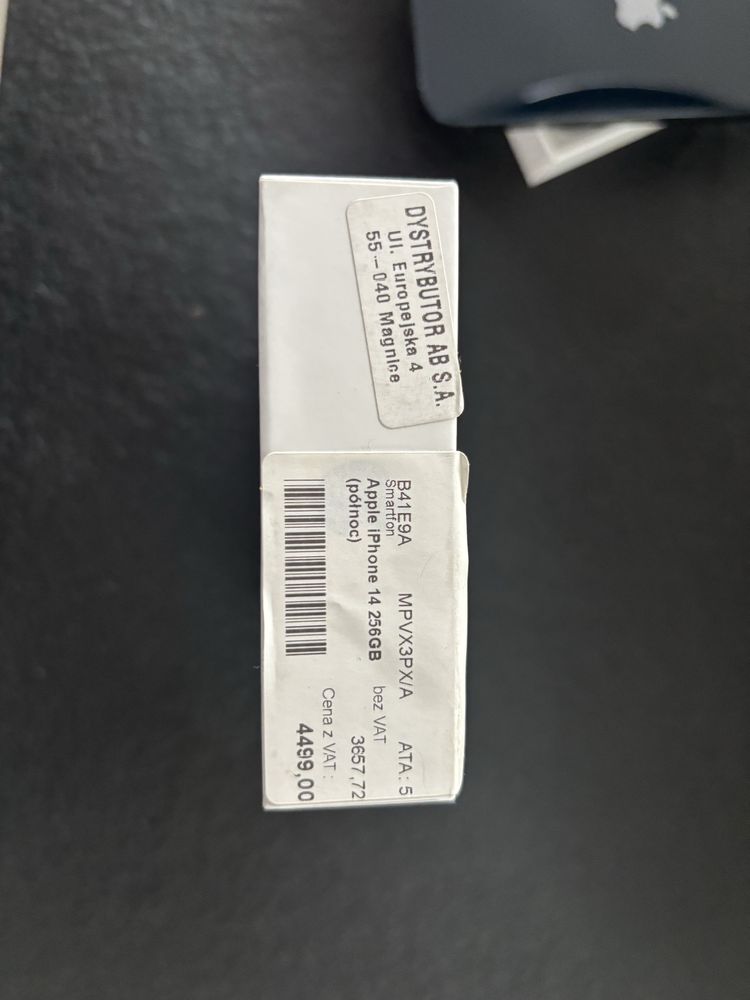 DYSTRYBUTOR AB S.A.
Ul. Europejska 4
55-040 Magnice
B41E9A MPVX3PX/A ATA: 5
Smartfon
Apple iPhone 14 256GB
(północ)
bez VAT
3657,72
Cena z VAT :
4499,00